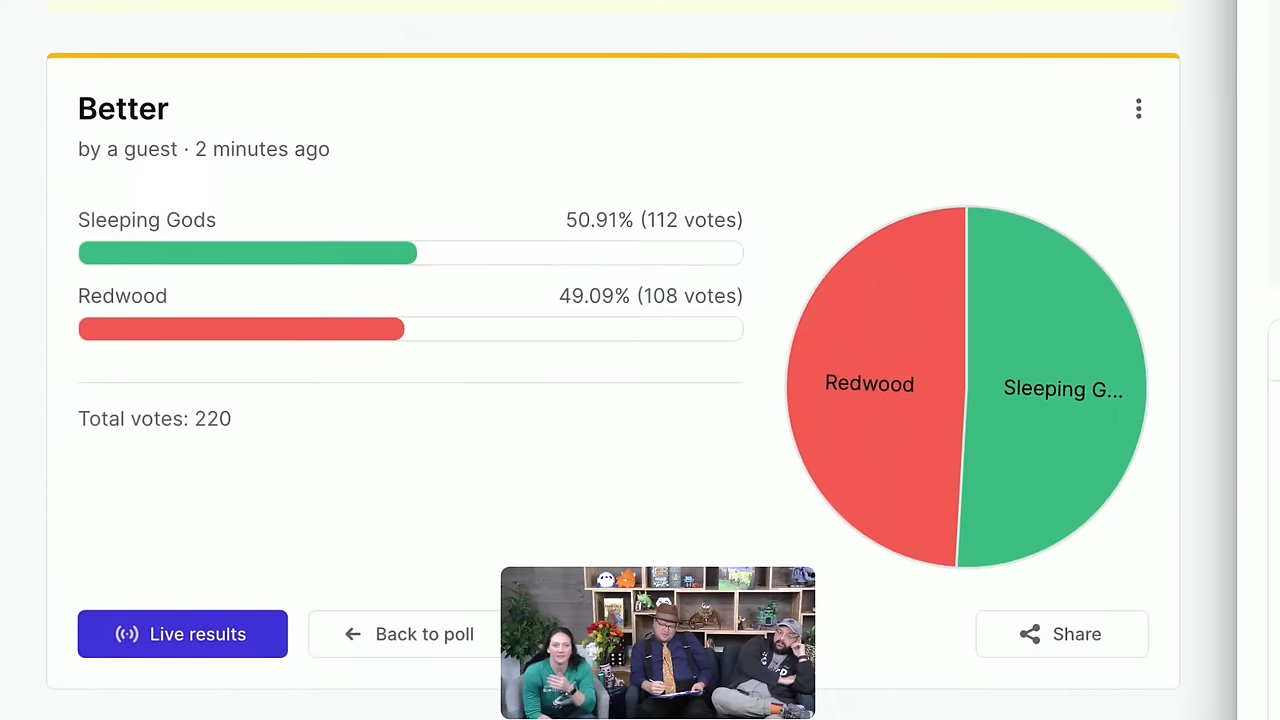 Better
by a guest · 2 minutes ago
Sleeping Gods 50.91% (112 votes)
Redwood 49.09% (108 votes)
Total votes: 220
Redwood
Sleeping G...
Live results
Back to poll
Share